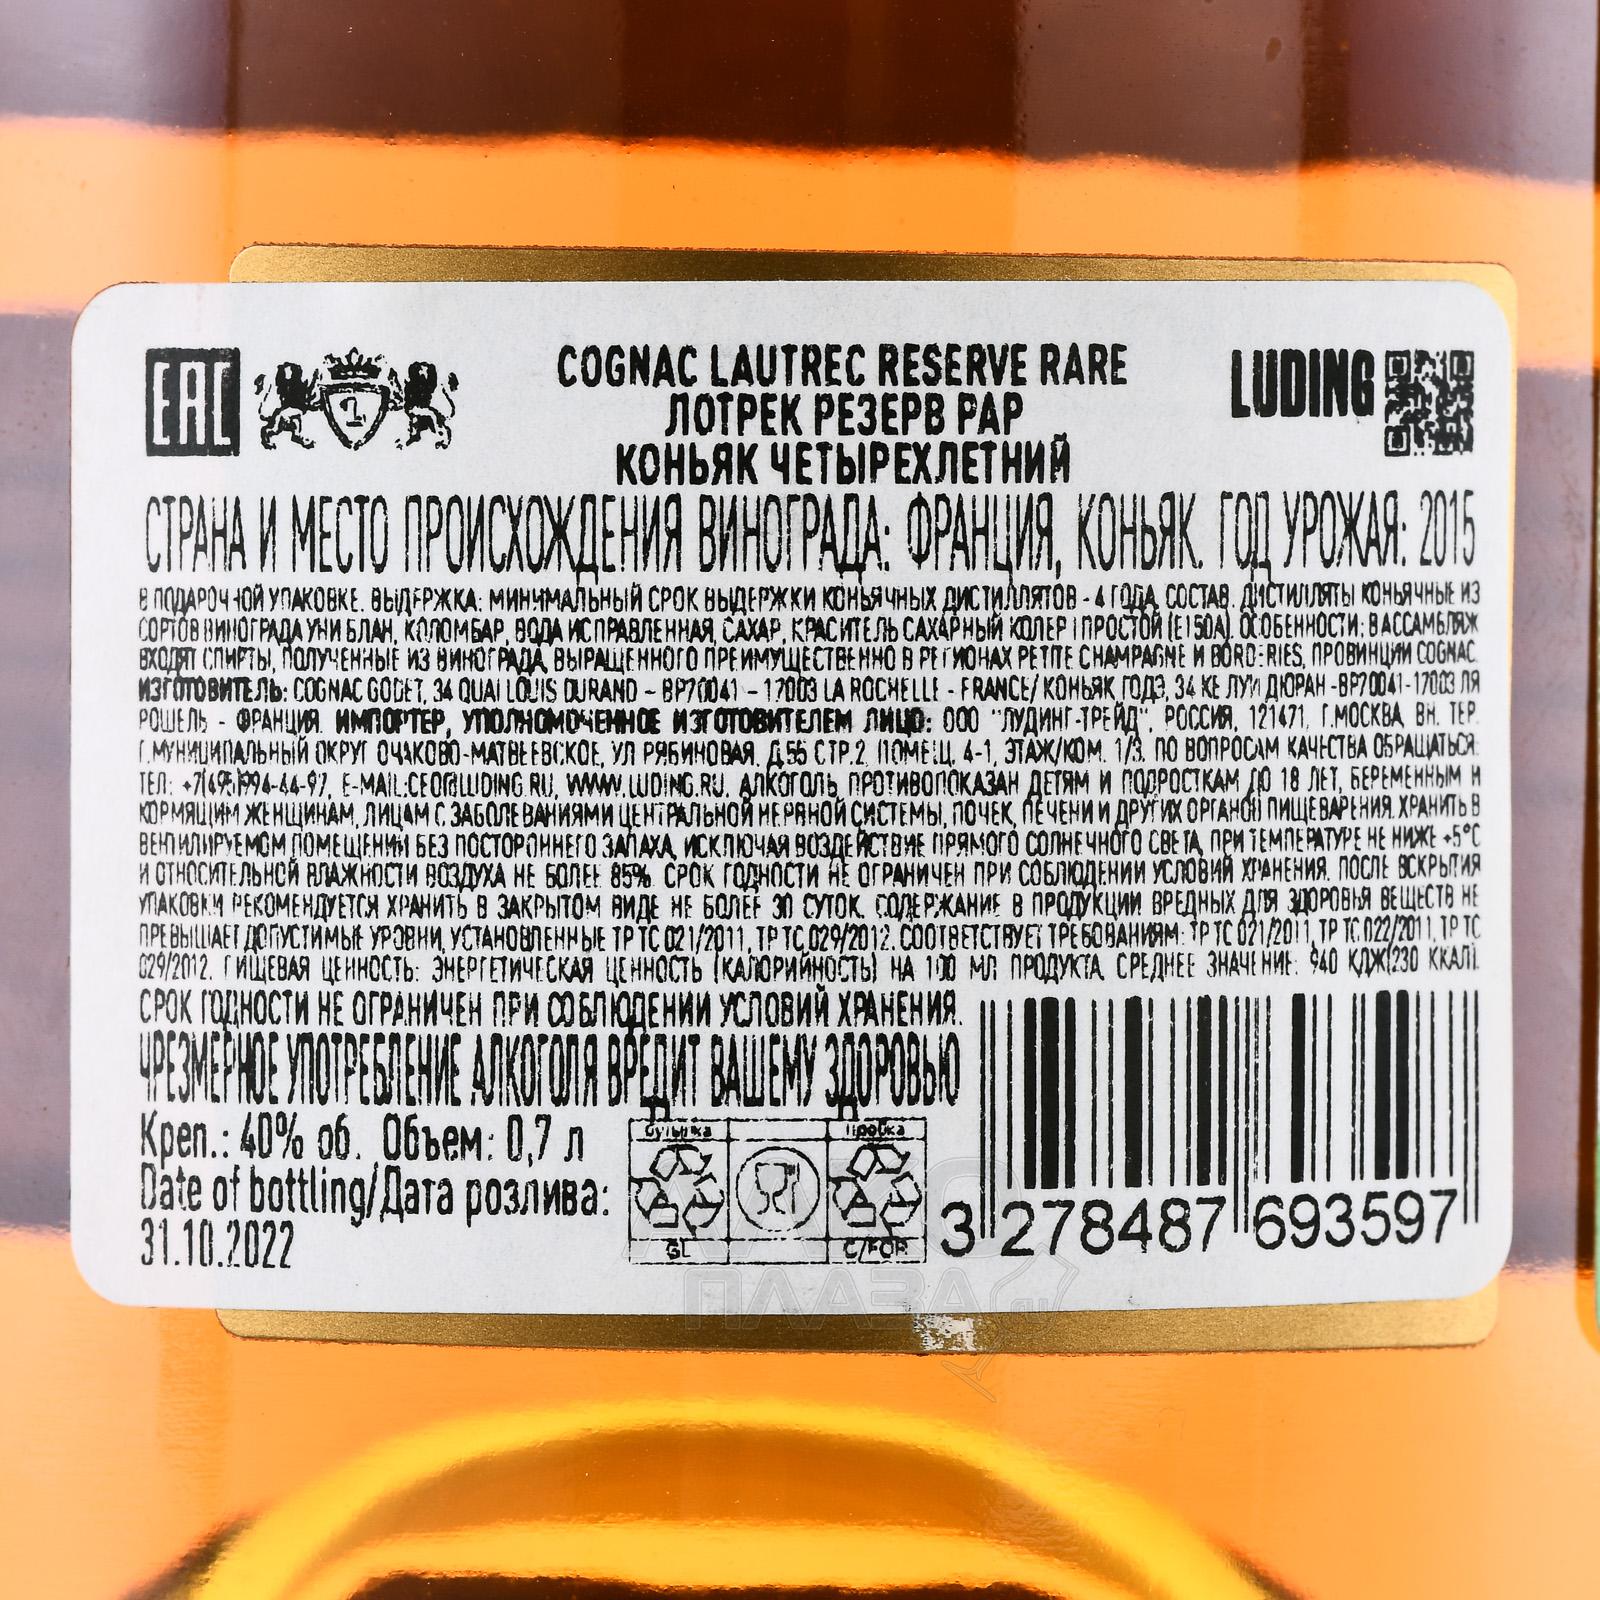 EAC
COGNAC LAUTREC RESERVE RARE
LUDING
ЛОТРЕК РЕЗЕРВ РАР
КОНЬЯК ЧЕТЫРЕХЛЕТНИЙ
СТРАНА И МЕСТО ПРОИСХОЖДЕНИЯ ВИНОГРАДА: ФРАНЦИЯ, КОНЬЯК. ГОД УРОЖАЯ: 2015
В ПОДАРОЧНОЙ УПАКОВКЕ. ВЫДЕРЖКА: МИНИМАЛЬНЫЙ СРОК ВЫДЕРЖКИ КОНЬЯЧНЫХ ДИСТИЛЛЯТОВ - 4 ГОДА. СОСТАВ: ДИСТИЛЛЯТЫ КОНЬЯЧНЫЕ ИЗ
СОРТОВ ВИНОГРАДА УНИ БЛАН, КОЛОМБАР, ВОДА ИСПРАВЛЕННАЯ, САХАР, КРАСИТЕЛЬ САХАРНЫЙ КОЛЕР I ПРОСТОЙ (E150A). ОСОБЕННОСТИ: В АССАМБЛЯЖ
ВХОДЯТ СПИРТЫ, ПОЛУЧЕННЫЕ ИЗ ВИНОГРАДА, ВЫРАЩЕННОГО ПРЕИМУЩЕСТВЕННО В РЕГИОНАХ PETITE CHAMPAGNE И BORDERIES, ПРОВИНЦИИ COGNAC.
ИЗГОТОВИТЕЛЬ: COGNAC GODET, 34 QUAI LOUIS DURAND – BP70041 – 17003 LA ROCHELLE - FRANCE/ КОНЬЯК ГОДЭ, 34 КЕ ЛУИ ДЮРАН -BP70041-17003 ЛЯ
РОШЕЛЬ - ФРАНЦИЯ. ИМПОРТЕР, УПОЛНОМОЧЕННОЕ ИЗГОТОВИТЕЛЕМ ЛИЦО: ООО "ЛУДИНГ-ТРЕЙД", РОССИЯ, 121471, Г.МОСКВА, ВН. ТЕР.
Г.МУНИЦИПАЛЬНЫЙ ОКРУГ ОЧАКОВО-МАТВЕЕВСКОЕ, УЛ РЯБИНОВАЯ, Д.55 СТР.2, ПОМЕЩ. 4-1, ЭТАЖ/КОМ. 1/3. ПО ВОПРОСАМ КАЧЕСТВА ОБРАЩАТЬСЯ:
ТЕЛ: +7(495)994-44-97, E-MAIL:CEO@LUDING.RU, WWW.LUDING.RU. АЛКОГОЛЬ ПРОТИВОПОКАЗАН ДЕТЯМ И ПОДРОСТКАМ ДО 18 ЛЕТ, БЕРЕМЕННЫМ И
КОРМЯЩИМ ЖЕНЩИНАМ, ЛИЦАМ С ЗАБОЛЕВАНИЯМИ ЦЕНТРАЛЬНОЙ НЕРВНОЙ СИСТЕМЫ, ПОЧЕК, ПЕЧЕНИ И ДРУГИХ ОРГАНОВ ПИЩЕВАРЕНИЯ. ХРАНИТЬ В
ВЕНТИЛИРУЕМОМ ПОМЕЩЕНИИ БЕЗ ПОСТОРОННЕГО ЗАПАХА, ИСКЛЮЧАЯ ВОЗДЕЙСТВИЕ ПРЯМОГО СОЛНЕЧНОГО СВЕТА, ПРИ ТЕМПЕРАТУРЕ НЕ НИЖЕ +5°С
И ОТНОСИТЕЛЬНОЙ ВЛАЖНОСТИ ВОЗДУХА НЕ БОЛЕЕ 85%. СРОК ГОДНОСТИ НЕ ОГРАНИЧЕН ПРИ СОБЛЮДЕНИИ УСЛОВИЙ ХРАНЕНИЯ. ПОСЛЕ ВСКРЫТИЯ
УПАКОВКИ РЕКОМЕНДУЕТСЯ ХРАНИТЬ В ЗАКРЫТОМ ВИДЕ НЕ БОЛЕЕ 30 СУТОК. СОДЕРЖАНИЕ В ПРОДУКЦИИ ВРЕДНЫХ ДЛЯ ЗДОРОВЬЯ ВЕЩЕСТВ НЕ
ПРЕВЫШАЕТ ДОПУСТИМЫЕ УРОВНИ, УСТАНОВЛЕННЫЕ ТР ТС 021/2011, ТР ТС 029/2012. СООТВЕТСТВУЕТ ТРЕБОВАНИЯМ: ТР ТС 021/2011, ТР ТС 022/2011, ТР ТС
029/2012. ПИЩЕВАЯ ЦЕННОСТЬ: ЭНЕРГЕТИЧЕСКАЯ ЦЕННОСТЬ (КАЛОРИЙНОСТЬ) НА 100 МЛ ПРОДУКТА, СРЕДНЕЕ ЗНАЧЕНИЕ: 940 КДЖ(230 ККАЛ).
СРОК ГОДНОСТИ НЕ ОГРАНИЧЕН ПРИ СОБЛЮДЕНИИ УСЛОВИЙ ХРАНЕНИЯ.
ЧРЕЗМЕРНОЕ УПОТРЕБЛЕНИЕ АЛКОГОЛЯ ВРЕДИТ ВАШЕМУ ЗДОРОВЬЮ
Креп.: 40% об. Объем: 0,7 л
Date of bottling/Дата розлива:
31.10.2022
Бутылка
Пробка
GL
C/FOR
3 278487 693597
АЛКО
ПЛАЗА
ru